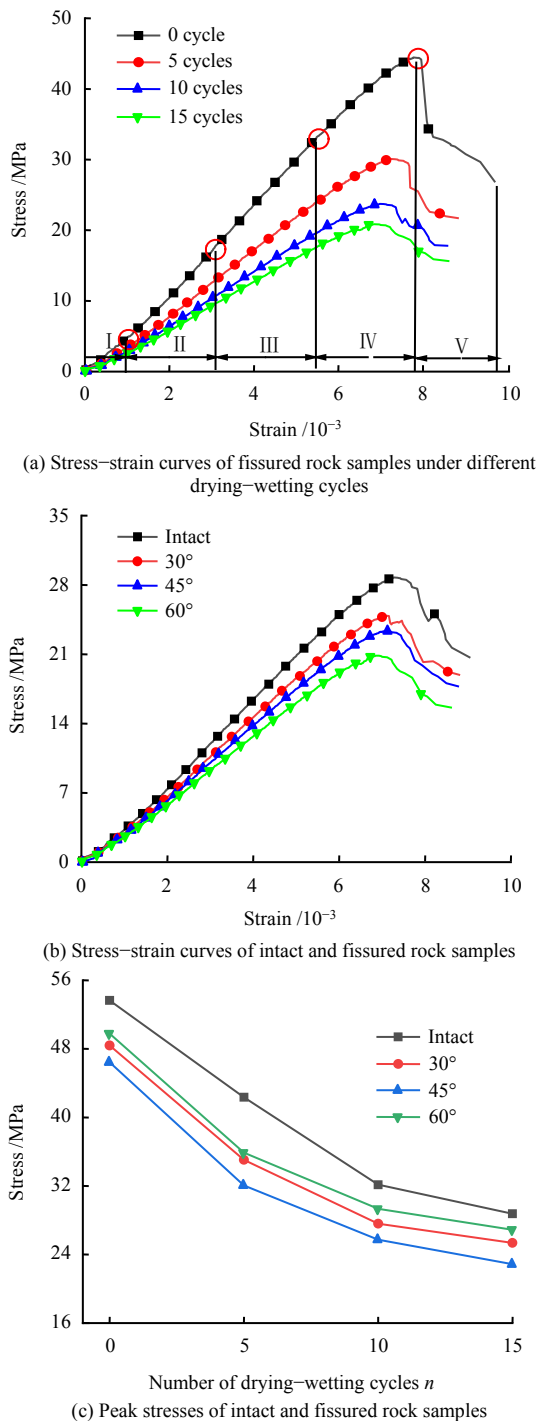 50
0 cycle
5 cycles
10 cycles
15 cycles
40
30
20
10
0
Stress /MPa
I
II
III
IV
V
0
2
4
6
8
10
Strain /10⁻³
(a) Stress−strain curves of fissured rock samples under different
drying−wetting cycles
35
Intact
30°
45°
60°
28
21
14
7
0
Stress /MPa
0
2
4
6
8
10
Strain /10⁻³
(b) Stress−strain curves of intact and fissured rock samples
56
Intact
30°
45°
60°
48
40
32
24
16
Stress /MPa
0
5
10
15
Number of drying−wetting cycles n
(c) Peak stresses of intact and fissured rock samples